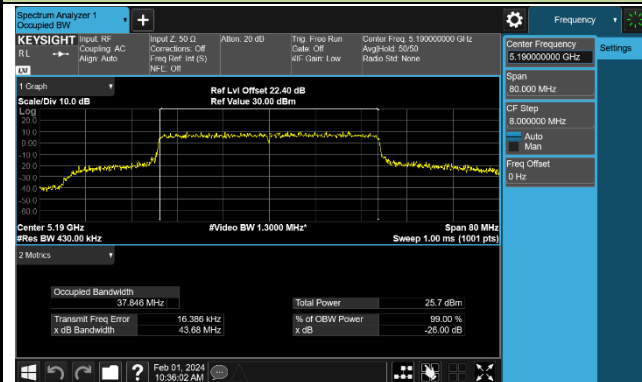 Spectrum Analyzer 1
Occupied BW
Frequency
KEYSIGHT
RL
Input: RF
Coupling: AC
Align: Auto
Input Z: 50 Ω
Corrections: Off
Freq Ref: Int (S)
NFE: Off
Atten: 20 dB
Trig: Free Run
Gate: Off
#IF Gain: Low
Center Freq: 5.190000000 GHz
Avg|Hold: 50/50
Radio Std: None
LXI
1 Graph
Scale/Div 10.0 dB
Ref Lvl Offset 22.40 dB
Ref Value 30.00 dBm
Log
20.0
10.0
0.00
-10.0
-20.0
-30.0
-40.0
-50.0
-60.0
Center 5.19 GHz
#Res BW 430.00 kHz
#Video BW 1.3000 MHz*
Span 80 MHz
Sweep 1.00 ms (1001 pts)
2 Metrics
Occupied Bandwidth
37.846 MHz
Transmit Freq Error
16.386 kHz
x dB Bandwidth
43.68 MHz
Total Power
25.7 dBm
% of OBW Power
99.00 %
x dB
-26.00 dB
Center Frequency
5.190000000 GHz
Settings
Span
80.000 MHz
CF Step
8.000000 MHz
Auto
Man
Freq Offset
0 Hz
Feb 01, 2024
10:36:02 AM